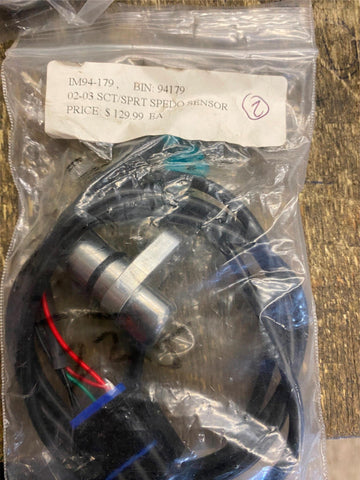 IM94-179, BIN: 94179
02-03 SCT/SPRT SPEDO SENSOR
PRICE: $ 129.99 EA
2